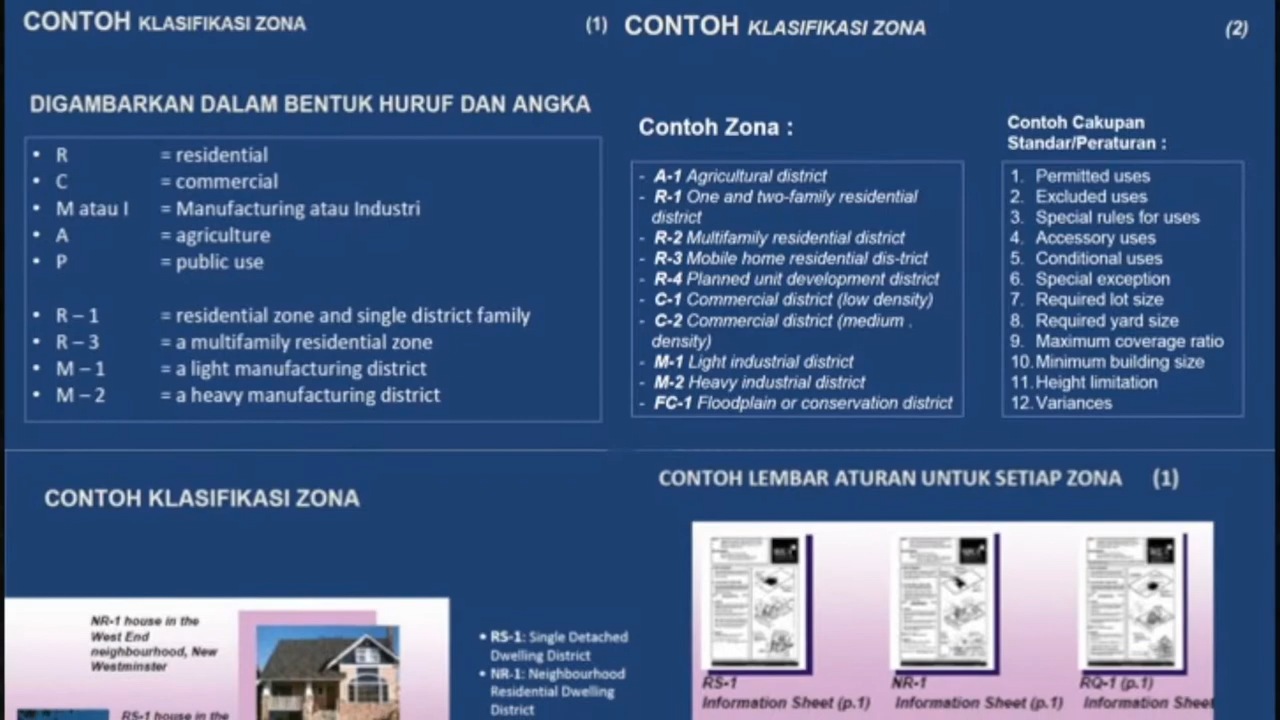 CONTOH KLASIFIKASI ZONA (1)
DIGAMBARKAN DALAM BENTUK HURUF DAN ANGKA
• R = residential
• C = commercial
• M atau I = Manufacturing atau Industri
• A = agriculture
• P = public use
• R – 1 = residential zone and single district family
• R – 3 = a multifamily residential zone
• M – 1 = a light manufacturing district
• M – 2 = a heavy manufacturing district
CONTOH KLASIFIKASI ZONA (2)
Contoh Zona :
- A-1 Agricultural district
- R-1 One and two-family residential
district
- R-2 Multifamily residential district
- R-3 Mobile home residential dis-trict
- R-4 Planned unit development district
- C-1 Commercial district (low density)
- C-2 Commercial district (medium .
density)
- M-1 Light industrial district
- M-2 Heavy industrial district
- FC-1 Floodplain or conservation district
Contoh Cakupan
Standar/Peraturan :
1. Permitted uses
2. Excluded uses
3. Special rules for uses
4. Accessory uses
5. Conditional uses
6. Special exception
7. Required lot size
8. Required yard size
9. Maximum coverage ratio
10. Minimum building size
11. Height limitation
12. Variances
CONTOH KLASIFIKASI ZONA
NR-1 house in the
West End
neighbourhood, New
Westminster
RS-1 house in the
• RS-1: Single Detached
Dwelling District
• NR-1: Neighbourhood
Residential Dwelling
District
CONTOH LEMBAR ATURAN UNTUK SETIAP ZONA (1)
RS-1
Information Sheet (p.1)
NR-1
Information Sheet (p.1)
RQ-1 (p.1)
Information Sheet